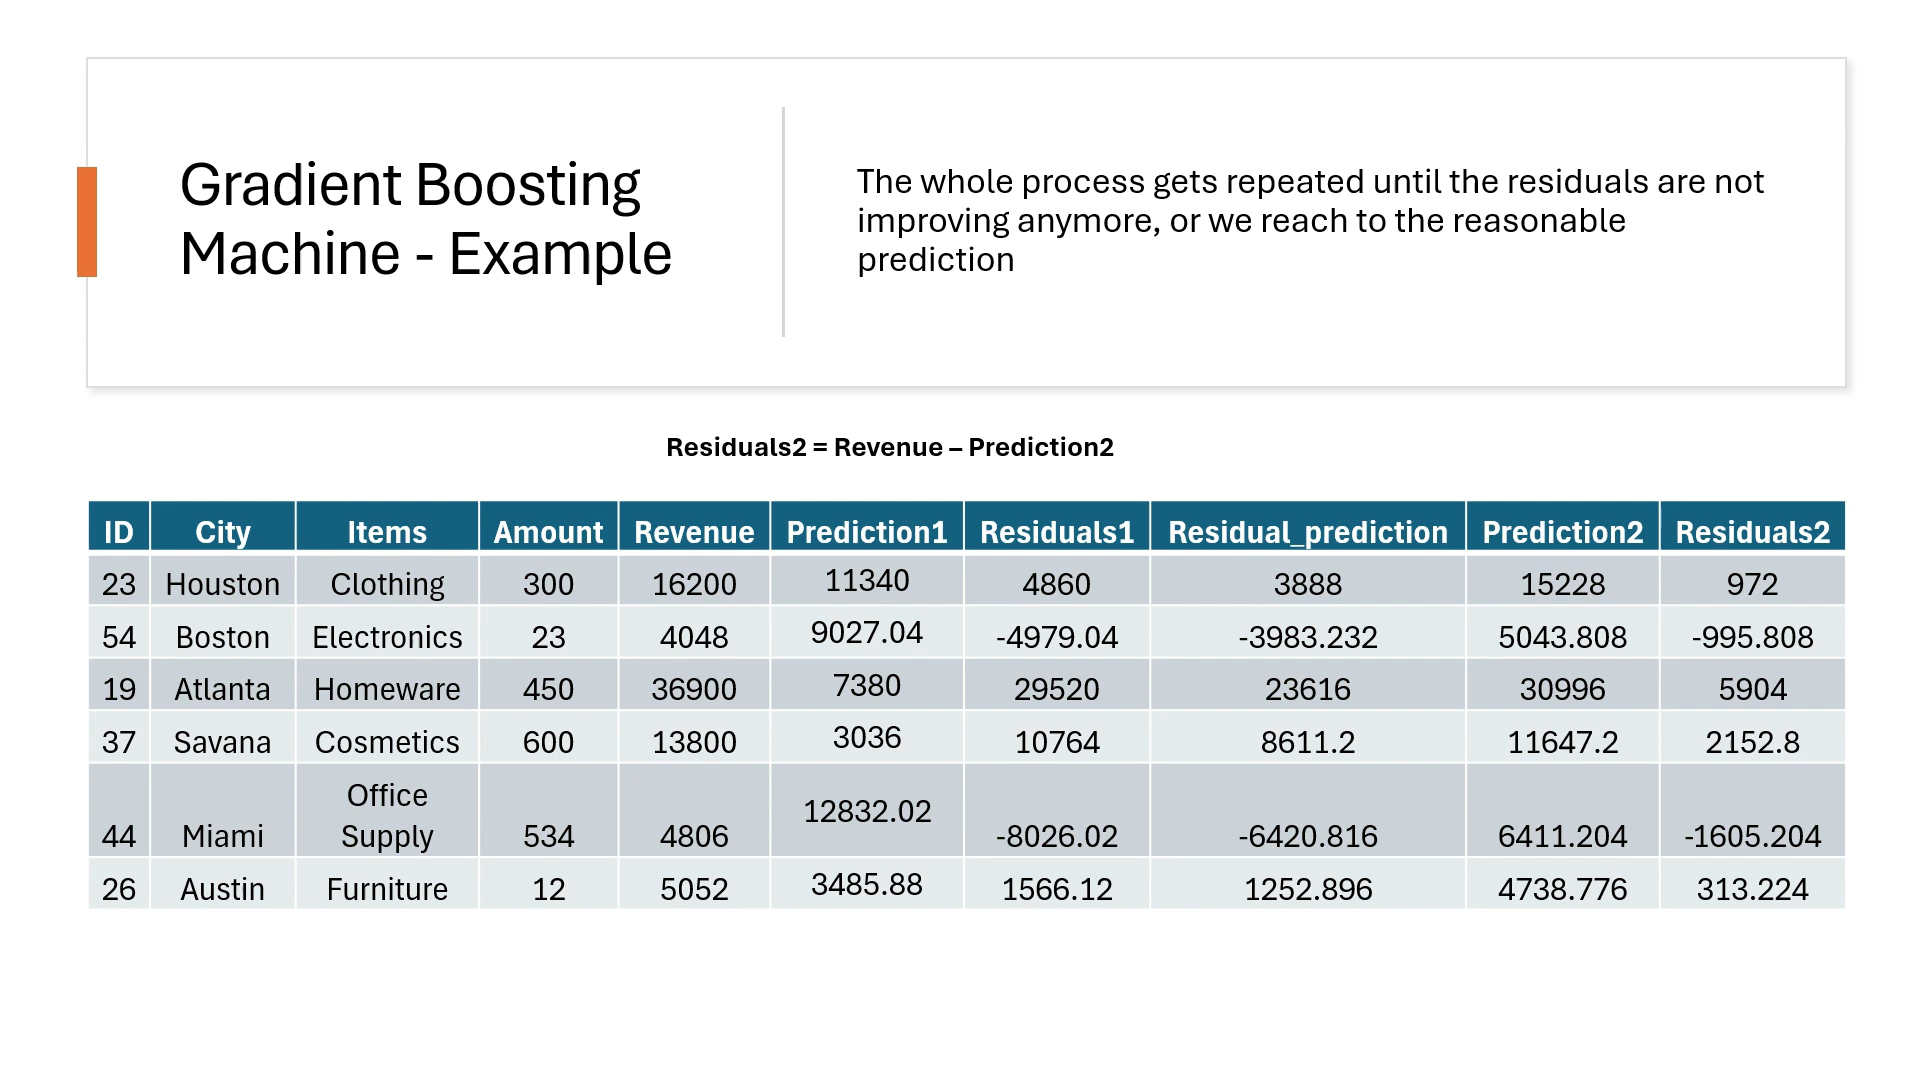 Gradient Boosting
Machine - Example
The whole process gets repeated until the residuals are not
improving anymore, or we reach to the reasonable
prediction
Residuals2 = Revenue – Prediction2
ID City Items Amount Revenue Prediction1 Residuals1 Residual_prediction Prediction2 Residuals2
23 Houston Clothing 300 16200 11340 4860 3888 15228 972
54 Boston Electronics 23 4048 9027.04 -4979.04 -3983.232 5043.808 -995.808
19 Atlanta Homeware 450 36900 7380 29520 23616 30996 5904
37 Savana Cosmetics 600 13800 3036 10764 8611.2 11647.2 2152.8
44 Miami Office Supply 534 4806 12832.02 -8026.02 -6420.816 6411.204 -1605.204
26 Austin Furniture 12 5052 3485.88 1566.12 1252.896 4738.776 313.224